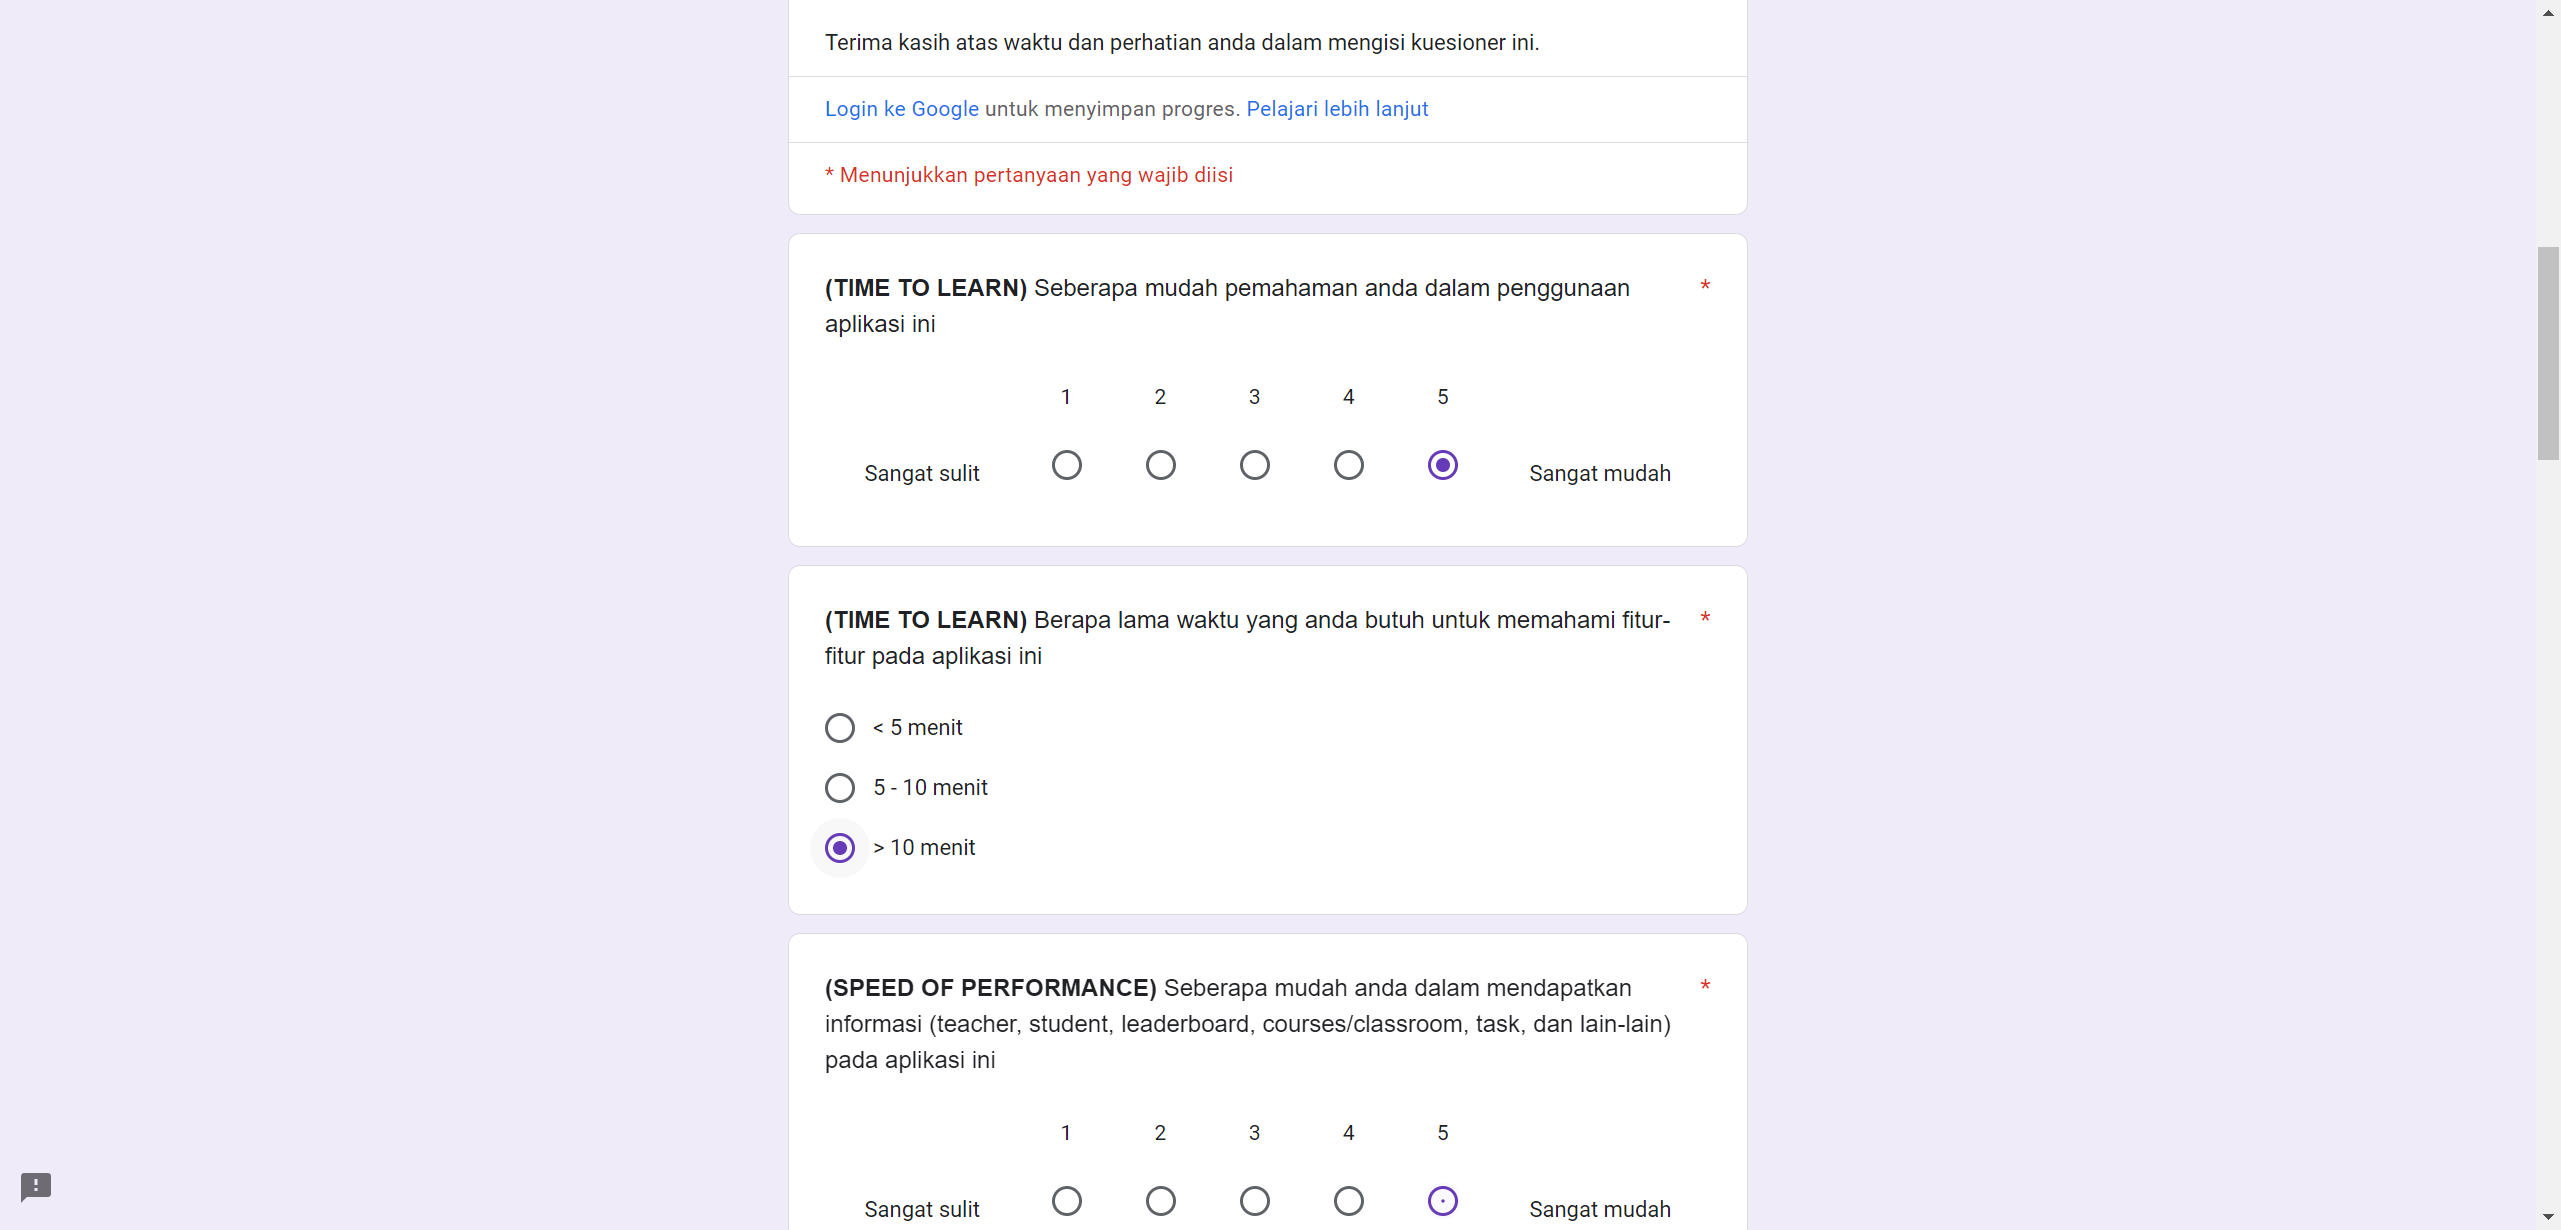 Terima kasih atas waktu dan perhatian anda dalam mengisi kuesioner ini.
Login ke Google untuk menyimpan progres. Pelajari lebih lanjut
* Menunjukkan pertanyaan yang wajib diisi
(TIME TO LEARN) Seberapa mudah pemahaman anda dalam penggunaan *
aplikasi ini
1 2 3 4 5
Sangat sulit Sangat mudah
(TIME TO LEARN) Berapa lama waktu yang anda butuh untuk memahami fitur- *
fitur pada aplikasi ini
< 5 menit
5 - 10 menit
> 10 menit
(SPEED OF PERFORMANCE) Seberapa mudah anda dalam mendapatkan *
informasi (teacher, student, leaderboard, courses/classroom, task, dan lain-lain)
pada aplikasi ini
1 2 3 4 5
Sangat sulit Sangat mudah